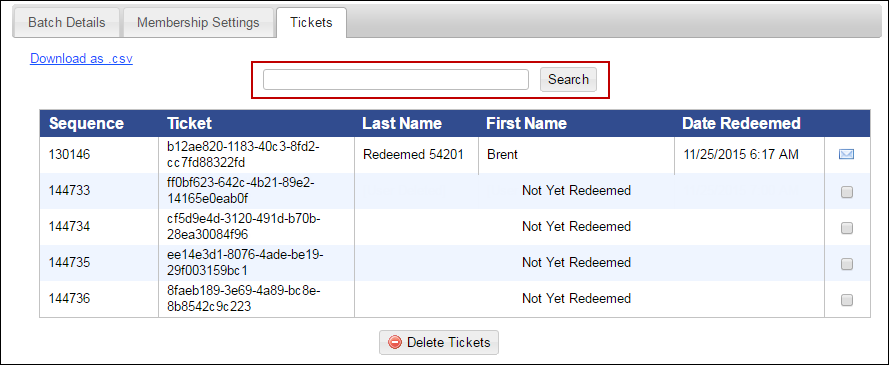 Batch Details Membership Settings Tickets
Download as .csv
Search
Sequence Ticket Last Name First Name Date Redeemed
130146 b12ae820-1183-40c3-8fd2-cc7fd88322fd Redeemed 54201 Brent 11/25/2015 6:17 AM
144733 ff0bf623-642c-4b21-89e2-14165e0eab0f Not Yet Redeemed
144734 cf5d9e4d-3120-491d-b70b-28ea30084f96 Not Yet Redeemed
144735 ee14e3d1-8076-4ade-be19-29f003159bc1 Not Yet Redeemed
144736 8faeb189-3e69-4a89-bc8e-8b8542c9c223 Not Yet Redeemed
Delete Tickets